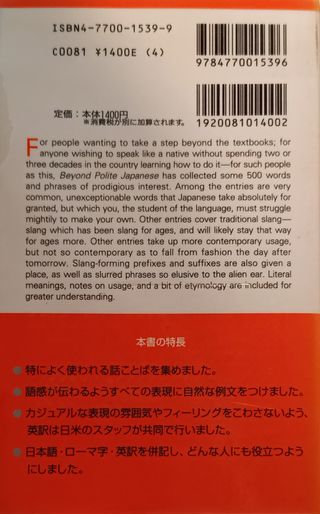 ISBN4-7700-1539-9
C0081 ¥1400E (4)
9784770015396
定価：本体1400円
※消費税が別に加算されます。
1920081014002
For people wanting to take a step beyond the textbooks; for
anyone wishing to speak like a native without spending two or
three decades in the country learning how to do it—for such people
as this, Beyond Polite Japanese has collected some 500 words
and phrases of prodigious interest. Among the entries are very
common, unexceptionable words that Japanese take absolutely for
granted, but which you, the student of the language, must struggle
mightily to make your own. Other entries cover traditional slang—
slang which has been slang for ages, and will likely stay that way
for ages more. Other entries take up more contemporary usage,
but not so contemporary as to fall from fashion the day after
tomorrow. Slang-forming prefixes and suffixes are also given a
place, as well as slurred phrases so elusive to the alien ear. Literal
meanings, notes on usage, and a bit of etymology are included for
greater understanding.
本書の特長
●特によく使われる話ことばを集めました。
●語感が伝わるようすべての表現に自然な例文をつけました。
●カジュアルな表現の雰囲気やフィーリングをこわさないよう、
英訳は日米のスタッフが共同で行いました。
●日本語・ローマ字・英訳を併記し、どんな人にも役立つよう
にしました。